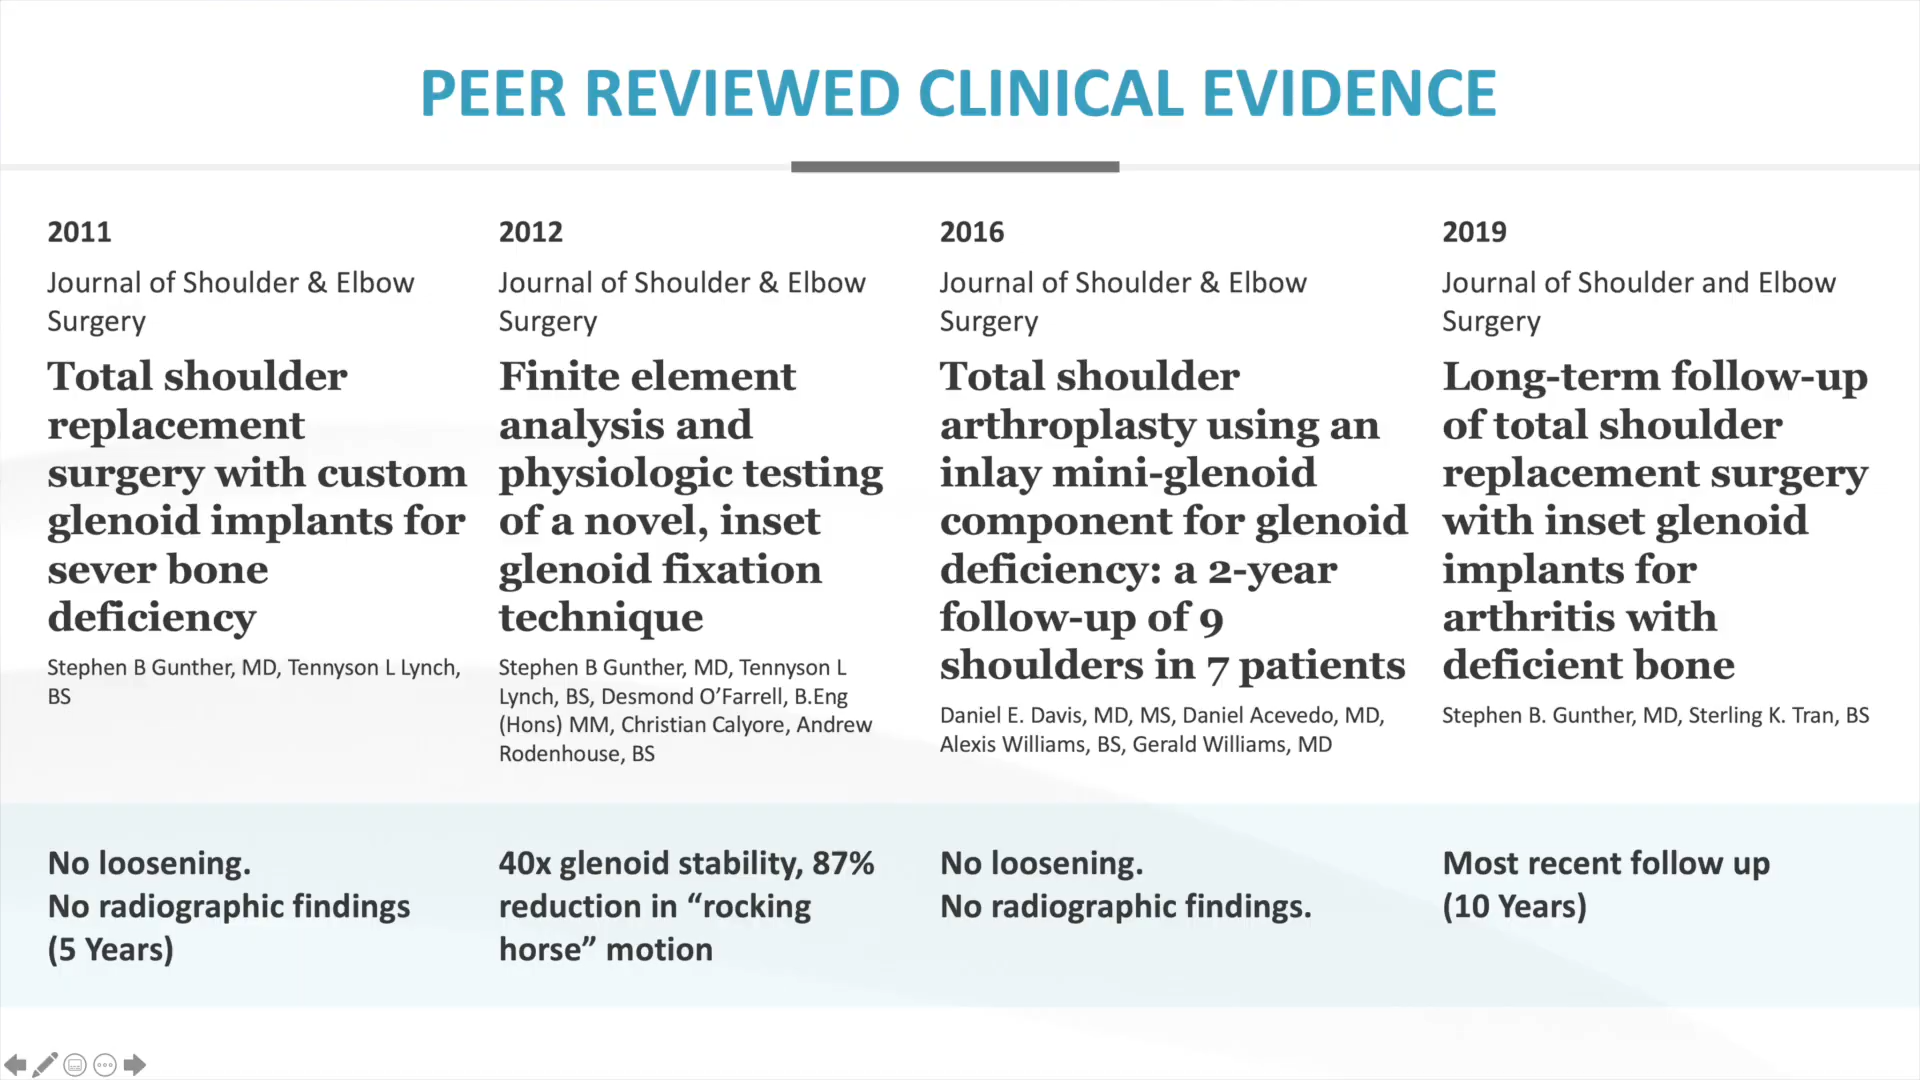 PEER REVIEWED CLINICAL EVIDENCE
2011
Journal of Shoulder & Elbow
Surgery
Total shoulder
replacement
surgery with custom
glenoid implants for
sever bone
deficiency
Stephen B Gunther, MD, Tennyson L Lynch,
BS
No loosening.
No radiographic findings
(5 Years)
2012
Journal of Shoulder & Elbow
Surgery
Finite element
analysis and
physiologic testing
of a novel, inset
glenoid fixation
technique
Stephen B Gunther, MD, Tennyson L
Lynch, BS, Desmond O’Farrell, B.Eng
(Hons) MM, Christian Calyore, Andrew
Rodenhouse, BS
40x glenoid stability, 87%
reduction in “rocking
horse” motion
2016
Journal of Shoulder & Elbow
Surgery
Total shoulder
arthroplasty using an
inlay mini-glenoid
component for glenoid
deficiency: a 2-year
follow-up of 9
shoulders in 7 patients
Daniel E. Davis, MD, MS, Daniel Acevedo, MD,
Alexis Williams, BS, Gerald Williams, MD
No loosening.
No radiographic findings.
2019
Journal of Shoulder and Elbow
Surgery
Long-term follow-up
of total shoulder
replacement surgery
with inset glenoid
implants for
arthritis with
deficient bone
Stephen B. Gunther, MD, Sterling K. Tran, BS
Most recent follow up
(10 Years)